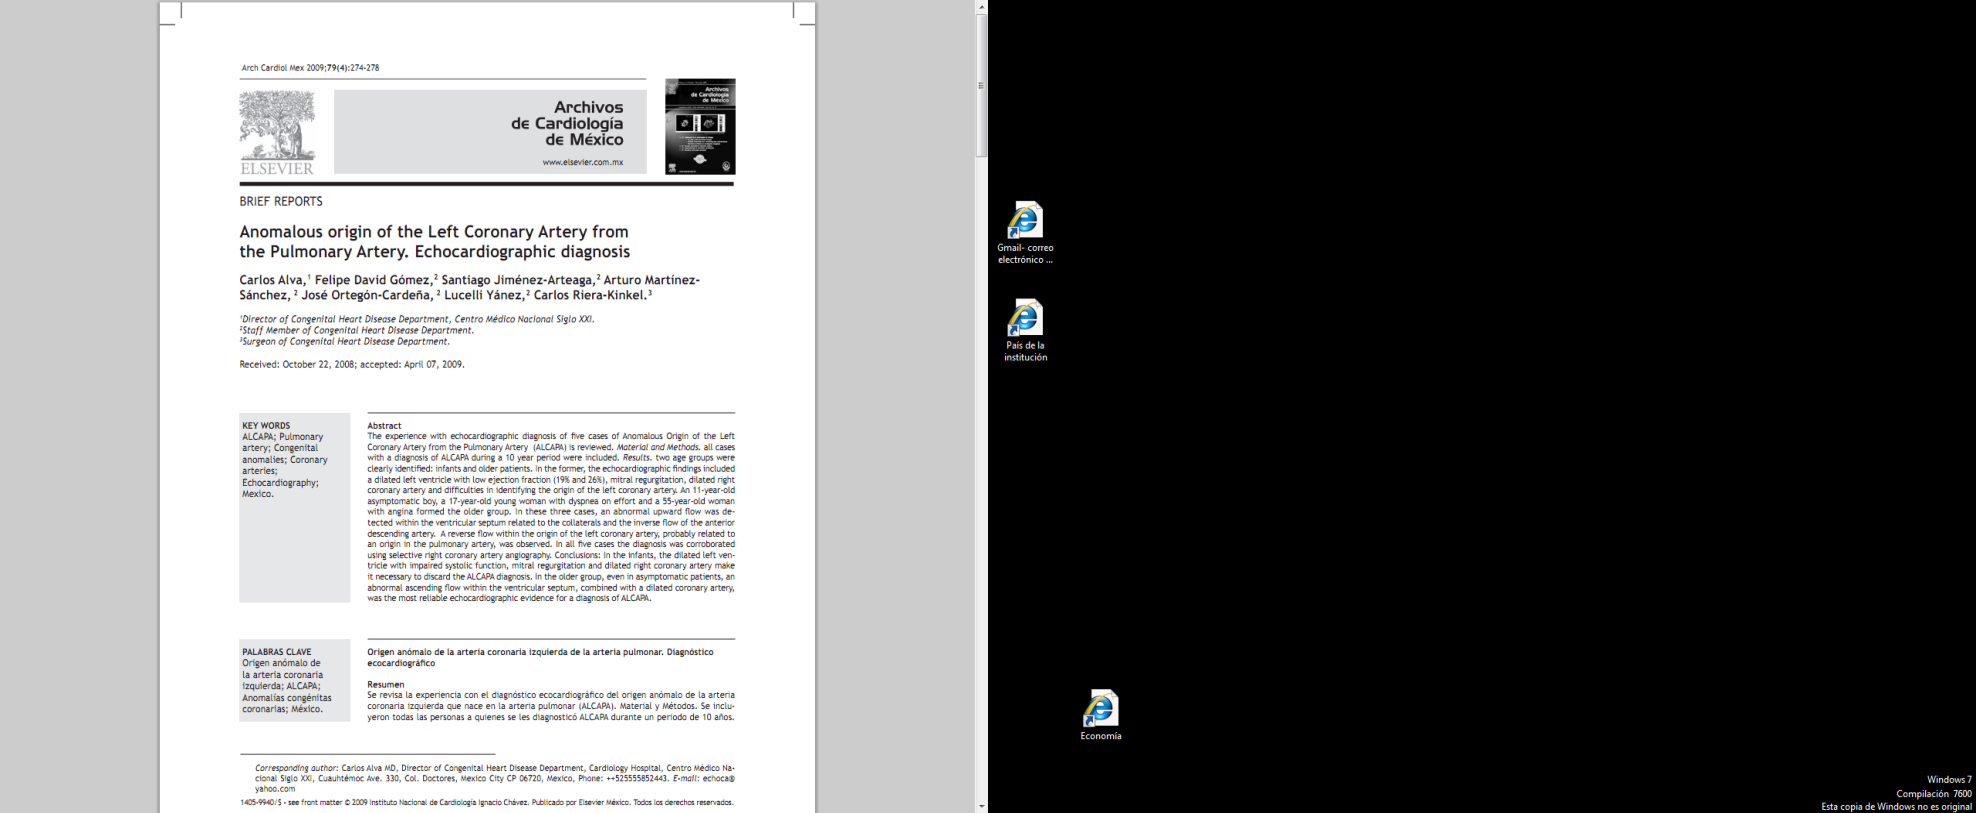 Arch Cardiol Mex 2009;79(4):274-278
ELSEVIER
Archivos
de Cardiología
de México
www.elsevier.com.mx
Archivos
de Cardiología
de México
BRIEF REPORTS
Anomalous origin of the Left Coronary Artery from
the Pulmonary Artery. Echocardiographic diagnosis
Carlos Alva,¹ Felipe David Gómez,² Santiago Jiménez-Arteaga,² Arturo Martínez-
Sánchez, ² José Ortegón-Cardeña, ² Lucelli Yánez,² Carlos Riera-Kinkel.³
¹Director of Congenital Heart Disease Department, Centro Médico Nacional Siglo XXI.
²Staff Member of Congenital Heart Disease Department.
³Surgeon of Congenital Heart Disease Department.
Received: October 22, 2008; accepted: April 07, 2009.
KEY WORDS
ALCAPA; Pulmonary
artery; Congenital
anomalies; Coronary
arteries;
Echocardiography;
Mexico.
Abstract
The experience with echocardiographic diagnosis of five cases of Anomalous Origin of the Left
Coronary Artery from the Pulmonary Artery (ALCAPA) is reviewed. Material and Methods. all cases
with a diagnosis of ALCAPA during a 10 year period were included. Results. two age groups were
clearly identified: infants and older patients. In the former, the echocardiographic findings included
a dilated left ventricle with low ejection fraction (19% and 26%), mitral regurgitation, dilated right
coronary artery and difficulties in identifying the origin of the left coronary artery. An 11-year-old
asymptomatic boy, a 17-year-old young woman with dyspnea on effort and a 55-year-old woman
with angina formed the older group. In these three cases, an abnormal upward flow was de-
tected within the ventricular septum related to the collaterals and the inverse flow of the anterior
descending artery. A reverse flow within the origin of the left coronary artery, probably related to
an origin in the pulmonary artery, was observed. In all five cases the diagnosis was corroborated
using selective right coronary artery angiography. Conclusions: In the infants, the dilated left ven-
tricle with impaired systolic function, mitral regurgitation and dilated right coronary artery make
it necessary to discard the ALCAPA diagnosis. In the older group, even in asymptomatic patients, an
abnormal ascending flow within the ventricular septum, combined with a dilated coronary artery,
was the most reliable echocardiographic evidence for a diagnosis of ALCAPA.
PALABRAS CLAVE
Origen anómalo de
la arteria coronaria
izquierda; ALCAPA;
Anomalías congénitas
coronarias; México.
Origen anómalo de la arteria coronaria izquierda de la arteria pulmonar. Diagnóstico
ecocardiográfico
Resumen
Se revisa la experiencia con el diagnóstico ecocardiográfico del origen anómalo de la arteria
coronaria izquierda que nace en la arteria pulmonar (ALCAPA). Material y Métodos. Se inclu-
yeron todas las personas a quienes se les diagnosticó ALCAPA durante un periodo de 10 años.
Corresponding author: Carlos Alva MD, Director of Congenital Heart Disease Department, Cardiology Hospital, Centro Médico Na-
cional Siglo XXI, Cuauhtémoc Ave. 330, Col. Doctores, Mexico City CP 06720, Mexico, Phone: ++525555852443. E-mail: echoca@
yahoo.com
1405-9940/$ - see front matter © 2009 Instituto Nacional de Cardiología Ignacio Chávez. Publicado por Elsevier México. Todos los derechos reservados.
Gmail- correo
electrónico ...
País de la
institución
Economía
Windows 7
Compilación 7600
Esta copia de Windows no es original